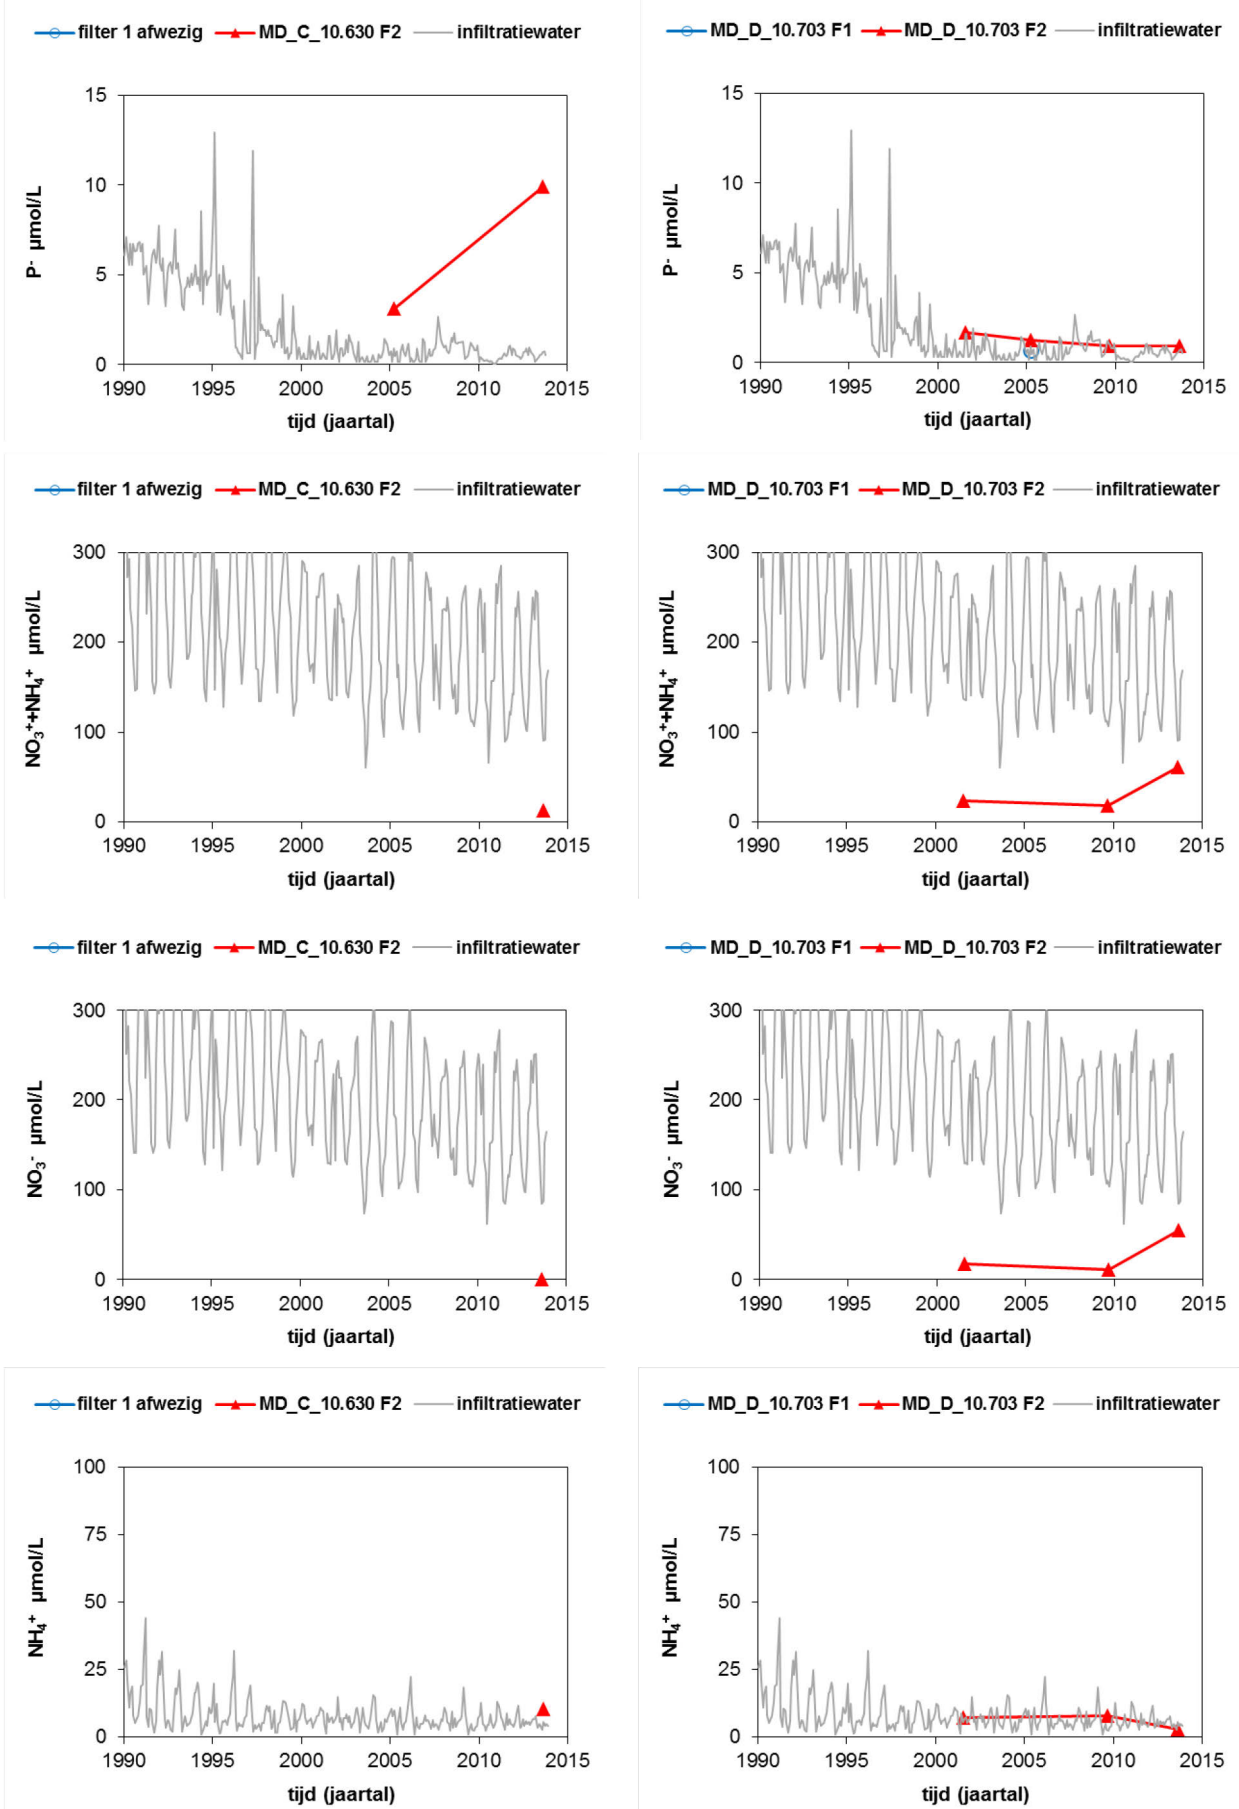 filter 1 afwezig MD_C_10.630 F2 infiltratiewater
15
10
5
0
P- µmol/L
1990 1995 2000 2005 2010 2015
tijd (jaartal)
MD_D_10.703 F1 MD_D_10.703 F2 infiltratiewater
15
10
5
0
P- µmol/L
1990 1995 2000 2005 2010 2015
tijd (jaartal)
filter 1 afwezig MD_C_10.630 F2 infiltratiewater
300
200
100
0
NO₃⁺+NH₄⁺ µmol/L
1990 1995 2000 2005 2010 2015
tijd (jaartal)
MD_D_10.703 F1 MD_D_10.703 F2 infiltratiewater
300
200
100
0
NO₃⁺+NH₄⁺ µmol/L
1990 1995 2000 2005 2010 2015
tijd (jaartal)
filter 1 afwezig MD_C_10.630 F2 infiltratiewater
300
200
100
0
NO₃⁻ µmol/L
1990 1995 2000 2005 2010 2015
tijd (jaartal)
MD_D_10.703 F1 MD_D_10.703 F2 infiltratiewater
300
200
100
0
NO₃⁻ µmol/L
1990 1995 2000 2005 2010 2015
tijd (jaartal)
filter 1 afwezig MD_C_10.630 F2 infiltratiewater
100
75
50
25
0
NH₄⁺ µmol/L
1990 1995 2000 2005 2010 2015
tijd (jaartal)
MD_D_10.703 F1 MD_D_10.703 F2 infiltratiewater
100
75
50
25
0
NH₄⁺ µmol/L
1990 1995 2000 2005 2010 2015
tijd (jaartal)